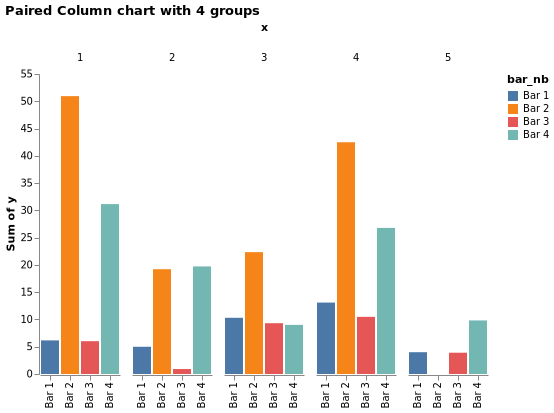 Paired Column chart with 4 groups
x
1 2 3 4 5
55
50
45
40
35
30
25
20
15
10
5
0
Sum of y
Bar 1 Bar 2 Bar 3 Bar 4 Bar 1 Bar 2 Bar 3 Bar 4 Bar 1 Bar 2 Bar 3 Bar 4 Bar 1 Bar 2 Bar 3 Bar 4 Bar 1 Bar 2 Bar 3 Bar 4
bar_nb
Bar 1
Bar 2
Bar 3
Bar 4